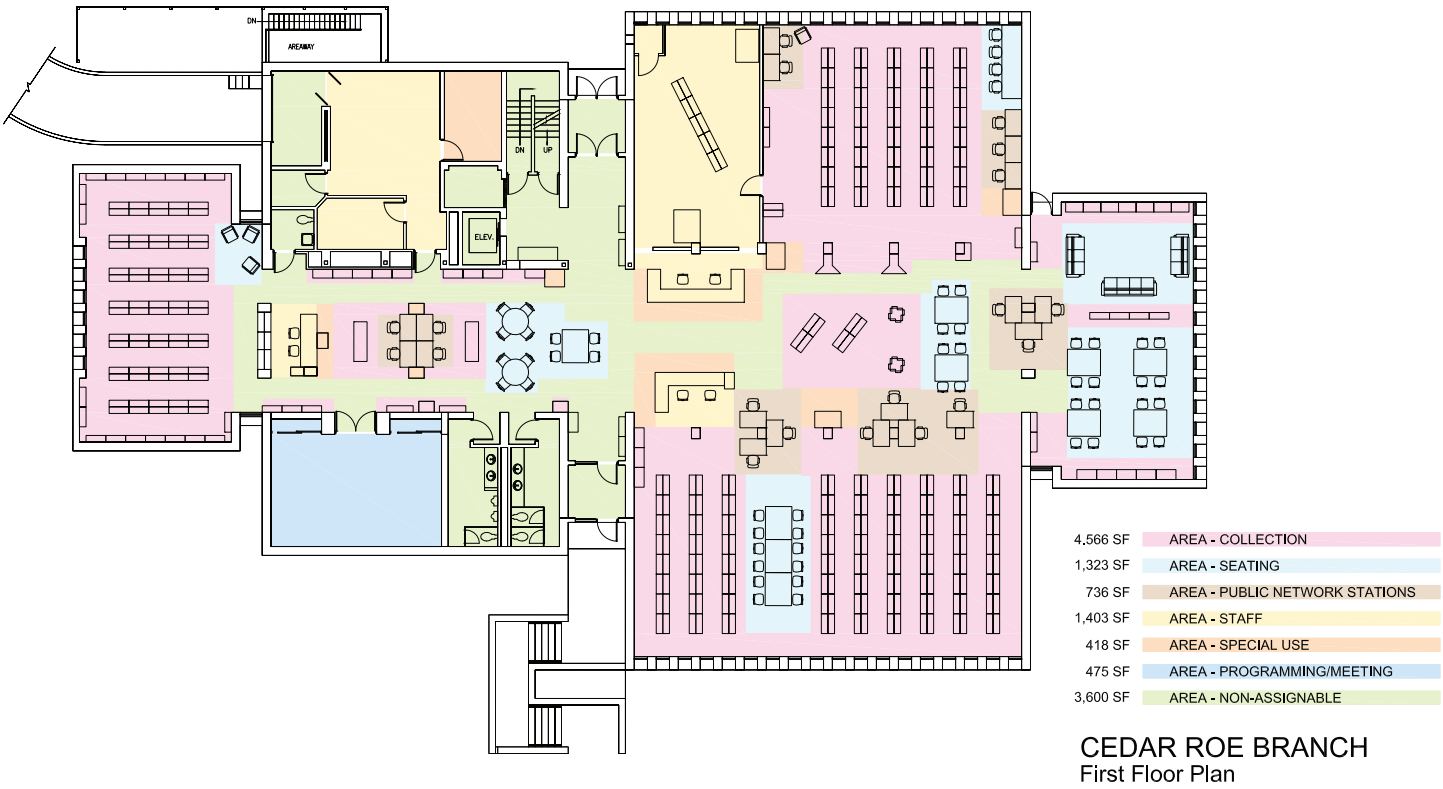 DN
AREAWAY
DN
UP
ELEV.
4,566 SF AREA - COLLECTION
1,323 SF AREA - SEATING
736 SF AREA - PUBLIC NETWORK STATIONS
1,403 SF AREA - STAFF
418 SF AREA - SPECIAL USE
475 SF AREA - PROGRAMMING/MEETING
3,600 SF AREA - NON-ASSIGNABLE
CEDAR ROE BRANCH
First Floor Plan